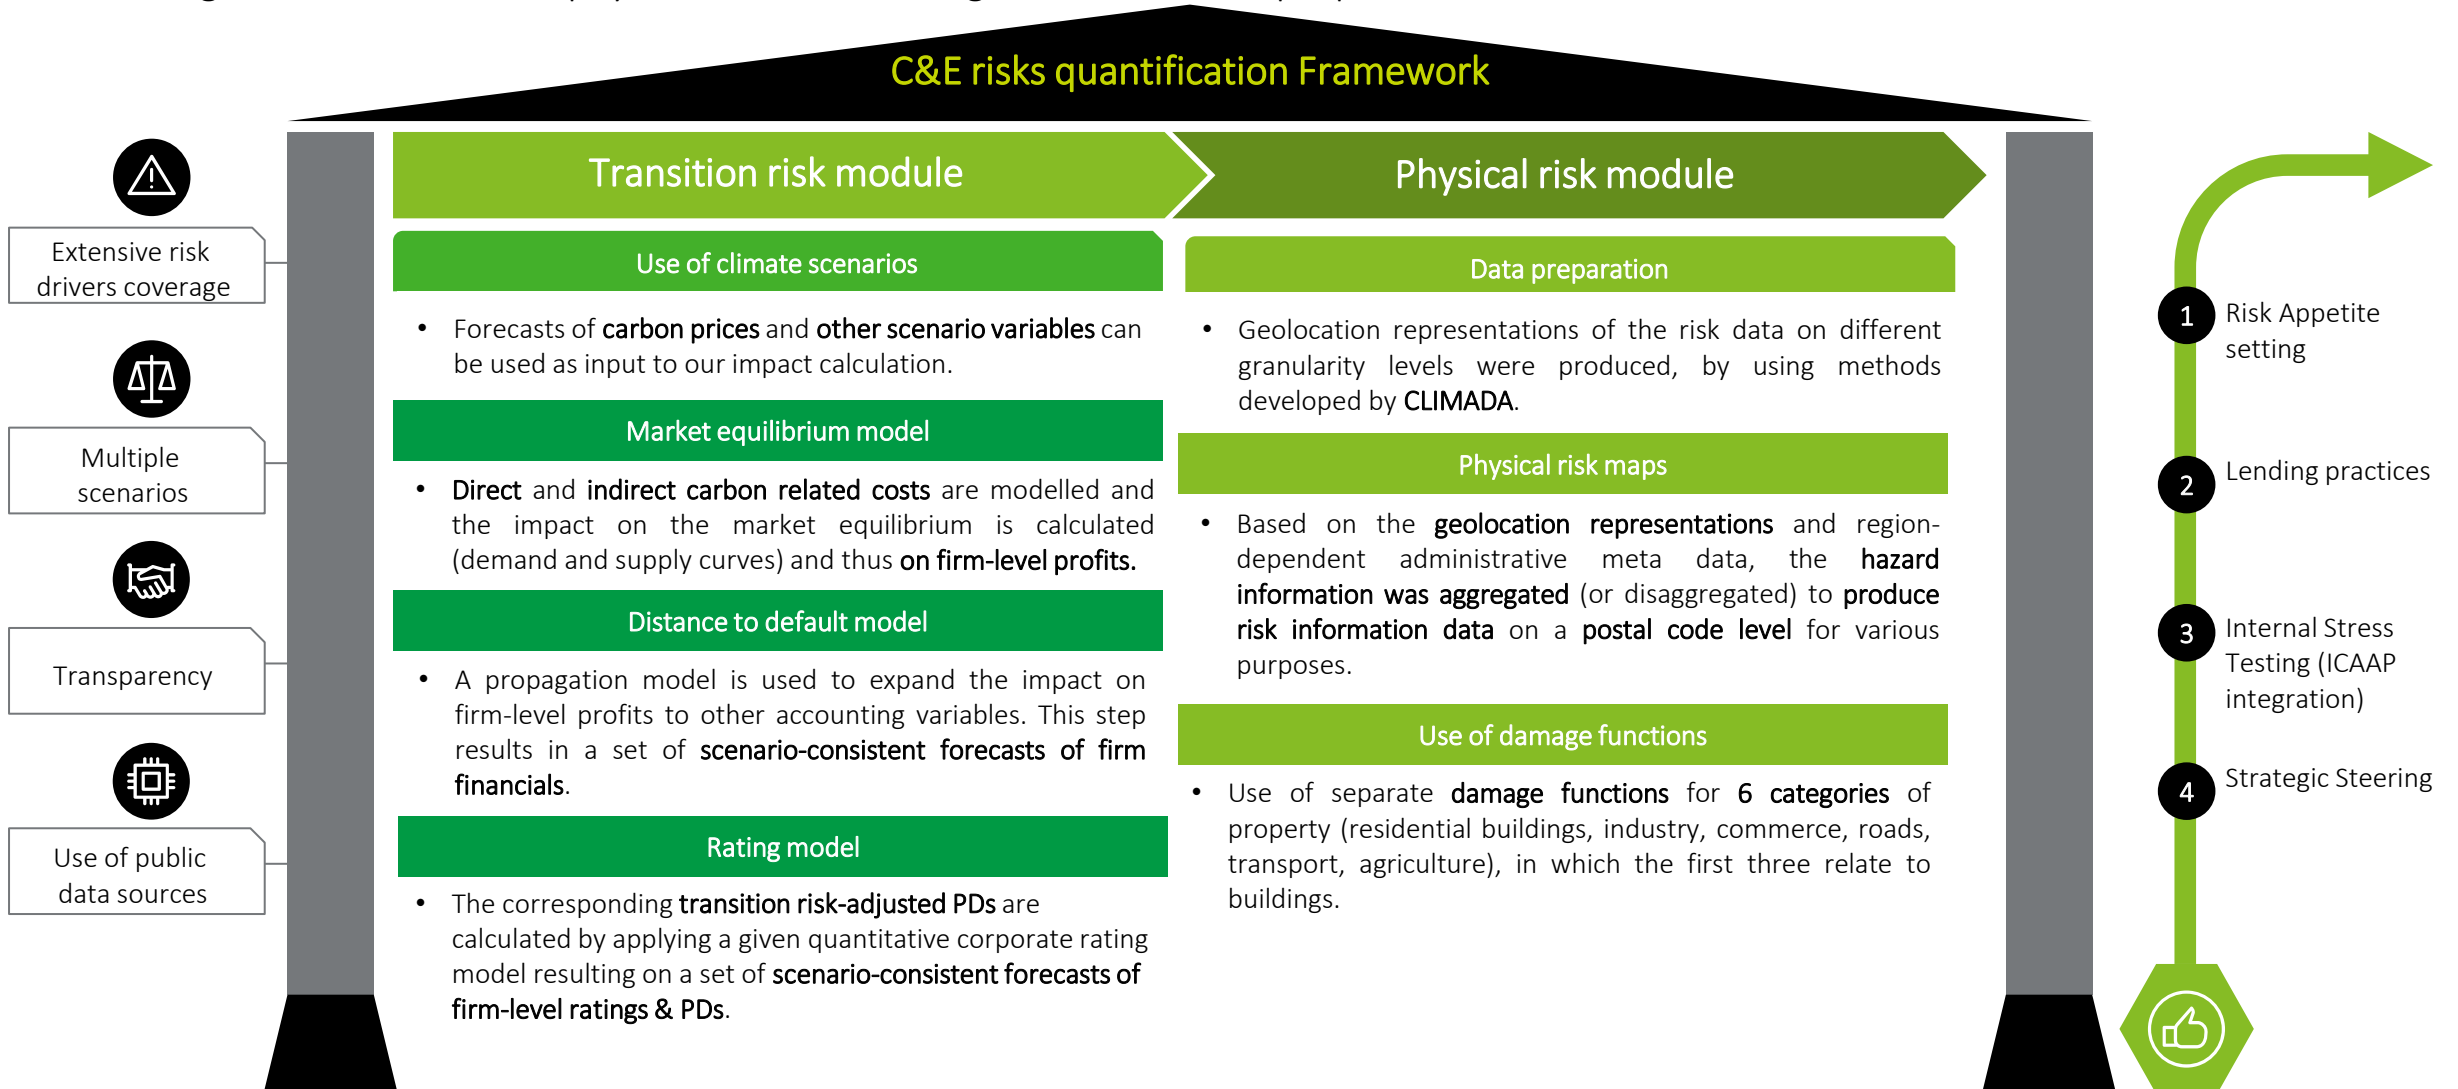 C&E risks quantification Framework
Extensive risk
drivers coverage
Multiple
scenarios
Transparency
Use of public
data sources
Transition risk module
Use of climate scenarios
• Forecasts of carbon prices and other scenario variables can
be used as input to our impact calculation.
Market equilibrium model
• Direct and indirect carbon related costs are modelled and
the impact on the market equilibrium is calculated
(demand and supply curves) and thus on firm-level profits.
Distance to default model
• A propagation model is used to expand the impact on
firm-level profits to other accounting variables. This step
results in a set of scenario-consistent forecasts of firm
financials.
Rating model
• The corresponding transition risk-adjusted PDs are
calculated by applying a given quantitative corporate rating
model resulting on a set of scenario-consistent forecasts of
firm-level ratings & PDs.
Physical risk module
Data preparation
• Geolocation representations of the risk data on different
granularity levels were produced, by using methods
developed by CLIMADA.
Physical risk maps
• Based on the geolocation representations and region-
dependent administrative meta data, the hazard
information was aggregated (or disaggregated) to produce
risk information data on a postal code level for various
purposes.
Use of damage functions
• Use of separate damage functions for 6 categories of
property (residential buildings, industry, commerce, roads,
transport, agriculture), in which the first three relate to
buildings.
1 Risk Appetite
setting
2 Lending practices
3 Internal Stress
Testing (ICAAP
integration)
4 Strategic Steering